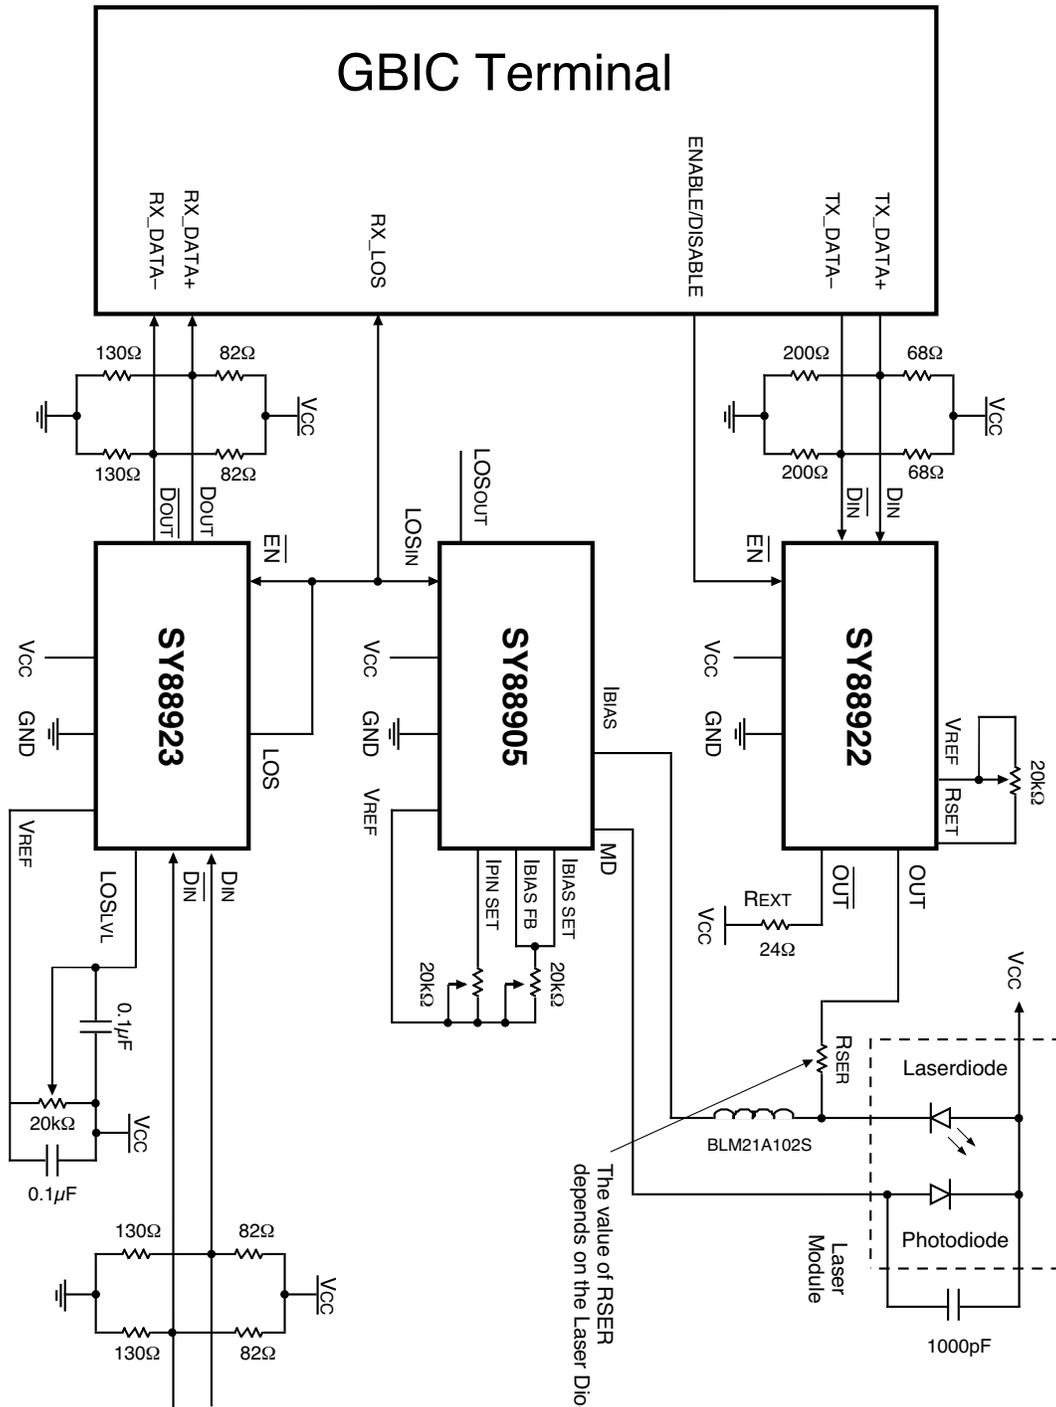 GBIC Terminal
RX_DATA–
RX_DATA+
RX_LOS
ENABLE/DISABLE
TX_DATA–
TX_DATA+
130Ω
82Ω
VCC
130Ω
82Ω
200Ω
68Ω
VCC
200Ω
68Ω
DOUT
DOUT
EN
LOSIN
LOSOUT
EN
DIN
DIN
SY88923
SY88905
SY88922
VCC
GND
VREF
LOS
VCC
GND
VREF
IBIAS
MD
VCC
GND
VREF
RSET
20kΩ
LOSLVL
DIN
DIN
IPIN SET
IBIAS FB
IBIAS SET
20kΩ
20kΩ
OUT
OUT
REXT
24Ω
VCC
VCC
0.1µF
20kΩ
VCC
0.1µF
RSER
BLM21A102S
Laserdiode
Photodiode
Laser
Module
1000pF
The value of RSER
depends on the Laser Dio
130Ω
82Ω
VCC
130Ω
82Ω